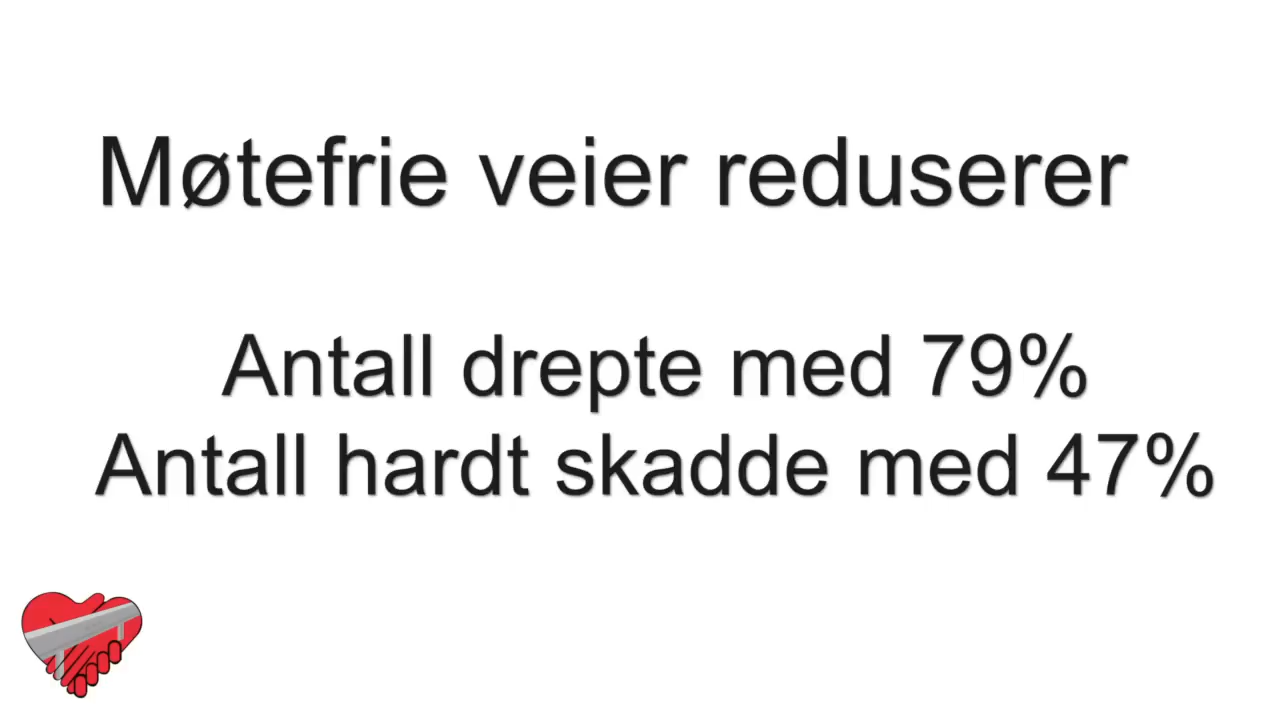 Møtefrie veier reduserer
Antall drepte med 79%
Antall hardt skadde med 47%